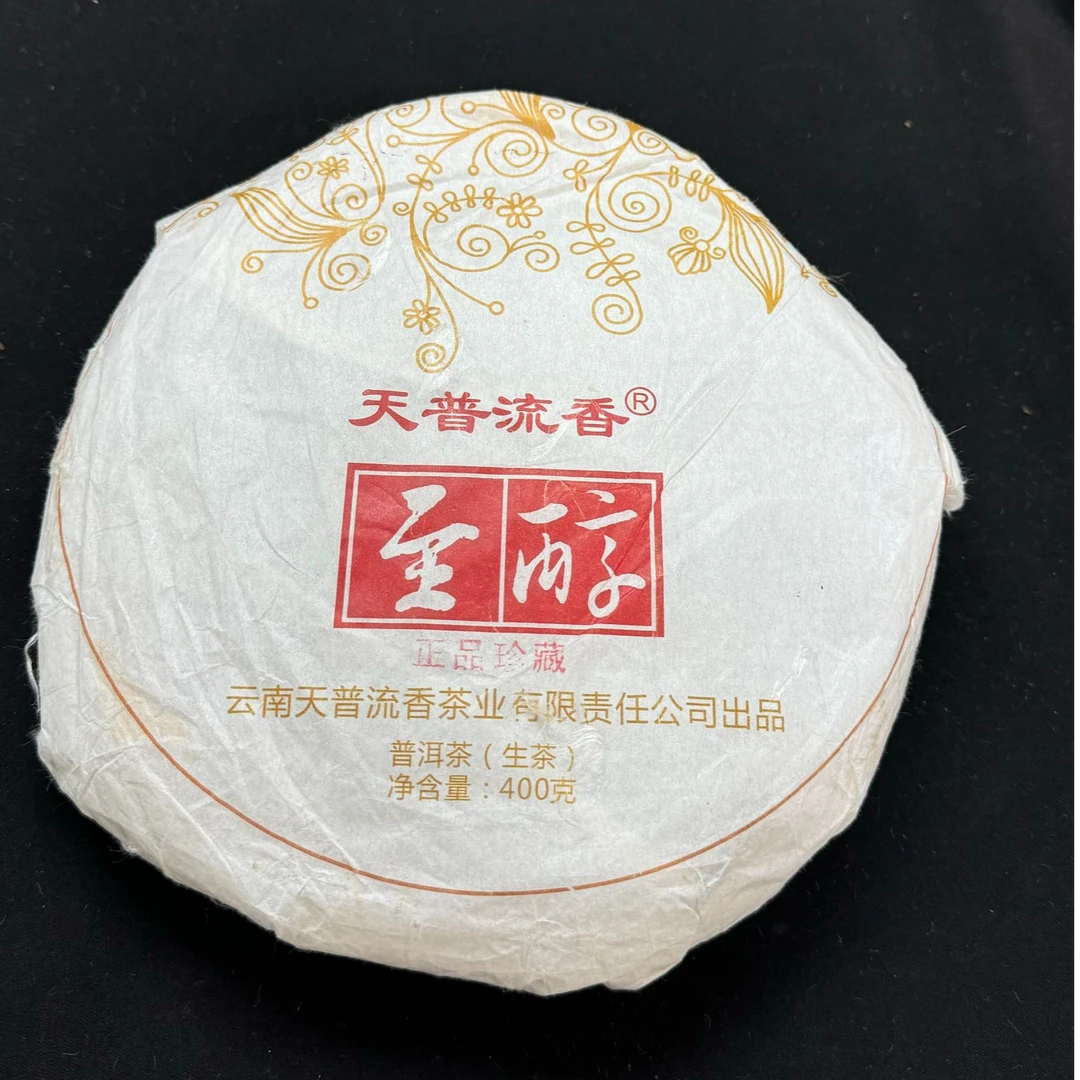 天普流香®
至醇
正品珍藏
云南天普流香茶业有限责任公司出品
普洱茶(生茶)
净含量:400克